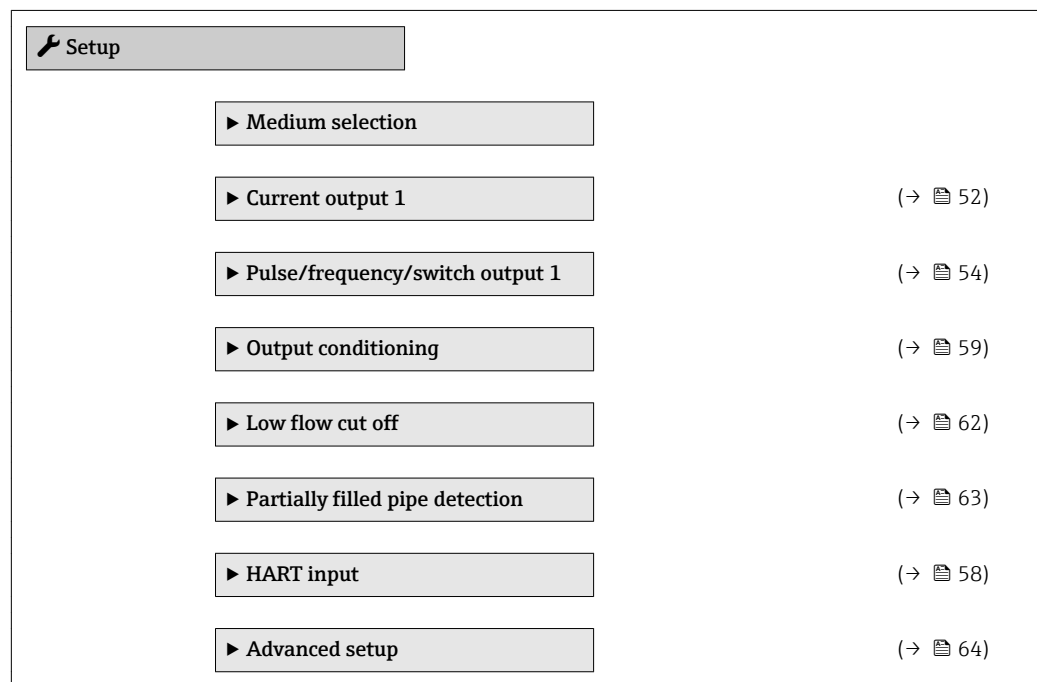 Setup
▶ Medium selection
▶ Current output 1 (→ 52)
▶ Pulse/frequency/switch output 1 (→ 54)
▶ Output conditioning (→ 59)
▶ Low flow cut off (→ 62)
▶ Partially filled pipe detection (→ 63)
▶ HART input (→ 58)
▶ Advanced setup (→ 64)